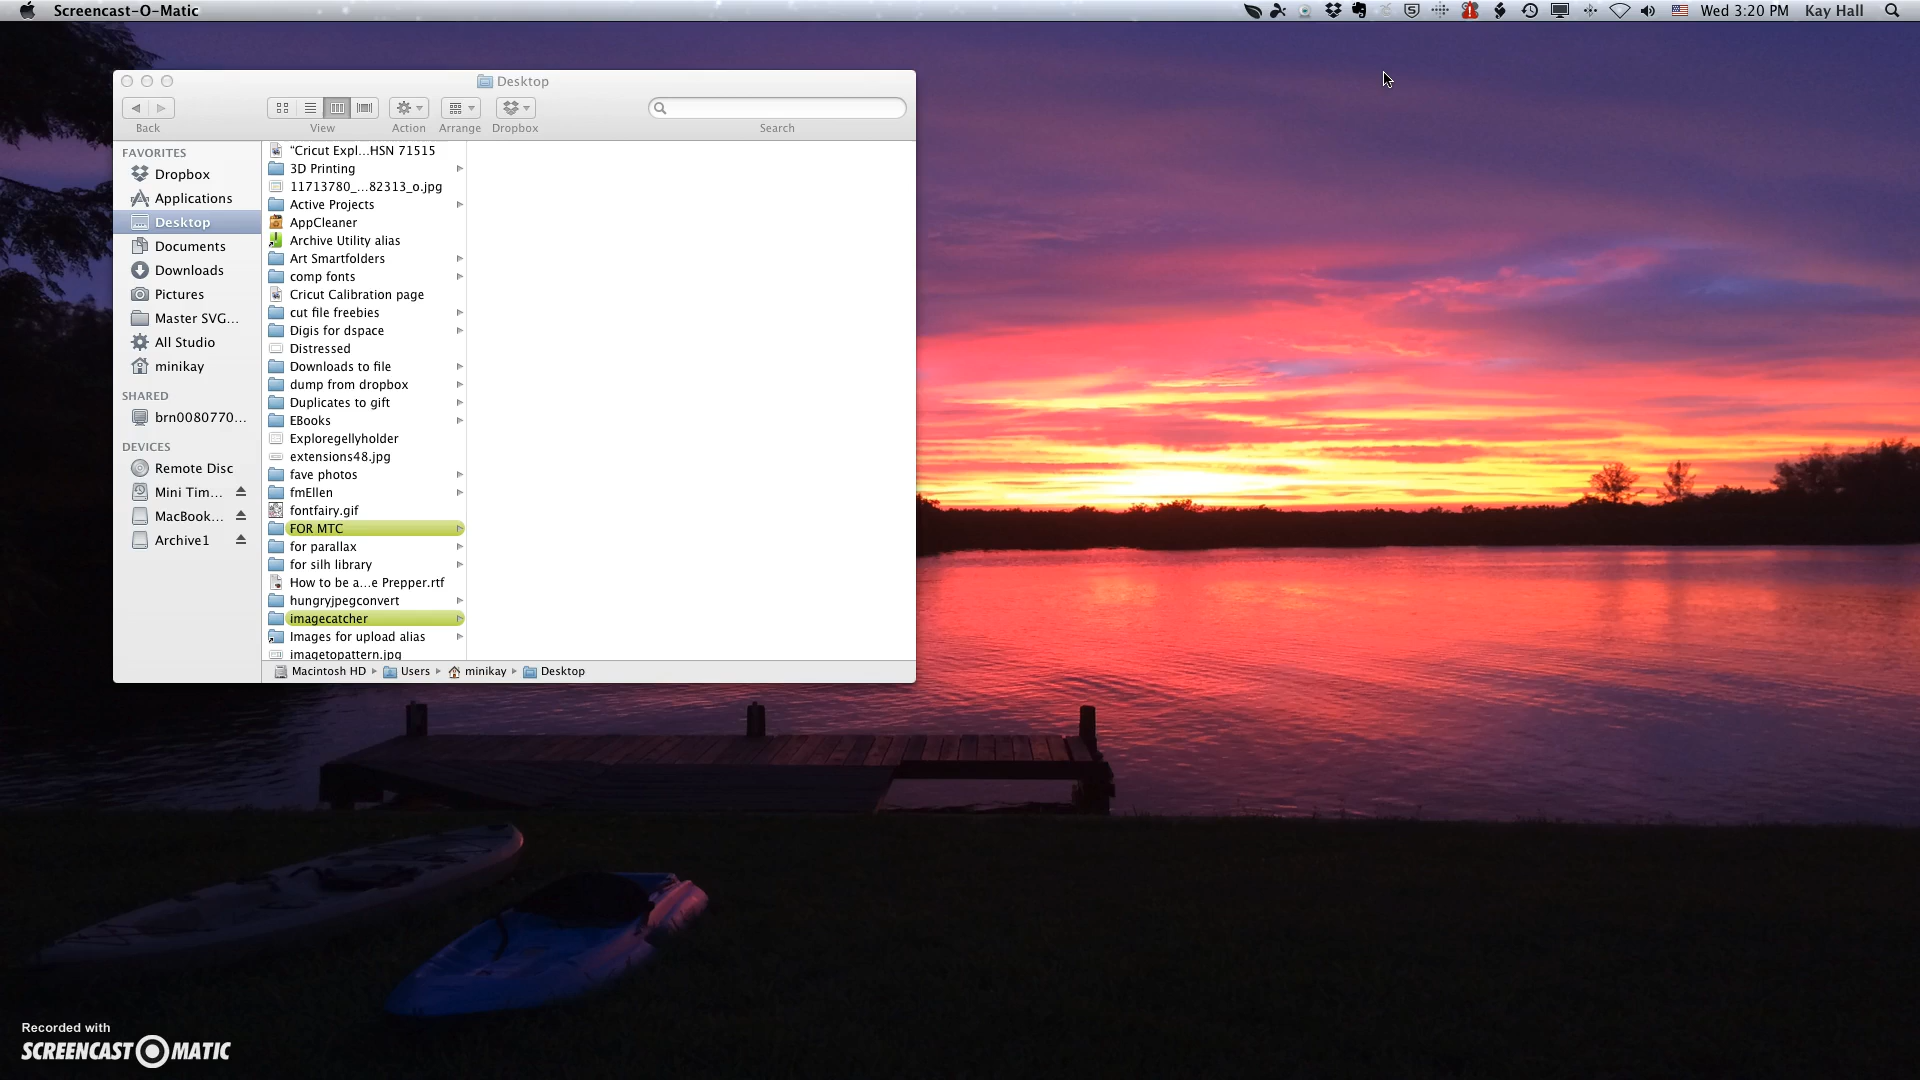 Screencast-O-Matic
Wed 3:20 PM
Kay Hall
Desktop
Back
View
Action
Arrange
Dropbox
Search
FAVORITES
Dropbox
Applications
Desktop
Documents
Downloads
Pictures
Master SVG...
All Studio
minikay
SHARED
brn0080770...
DEVICES
Remote Disc
Mini Tim...
MacBook...
Archive1
"Cricut Expl...HSN 71515
3D Printing
11713780_...82313_o.jpg
Active Projects
AppCleaner
Archive Utility alias
Art Smartfolders
comp fonts
Cricut Calibration page
cut file freebies
Digis for dspace
Distressed
Downloads to file
dump from dropbox
Duplicates to gift
EBooks
Exploregellyholder
extensions48.jpg
fave photos
fmEllen
fontfairy.gif
FOR MTC
for parallax
for silh library
How to be a...e Prepper.rtf
hungryjpegconvert
imagecatcher
Images for upload alias
imagetopattern.jpg
Macintosh HD
Users
minikay
Desktop
Recorded with
SCREENCAST O MATIC